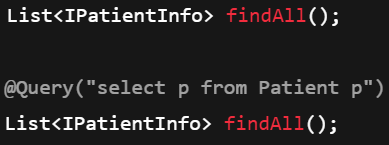 List<IPatientInfo> findAll();
@Query("select p from Patient p")
List<IPatientInfo> findAll();